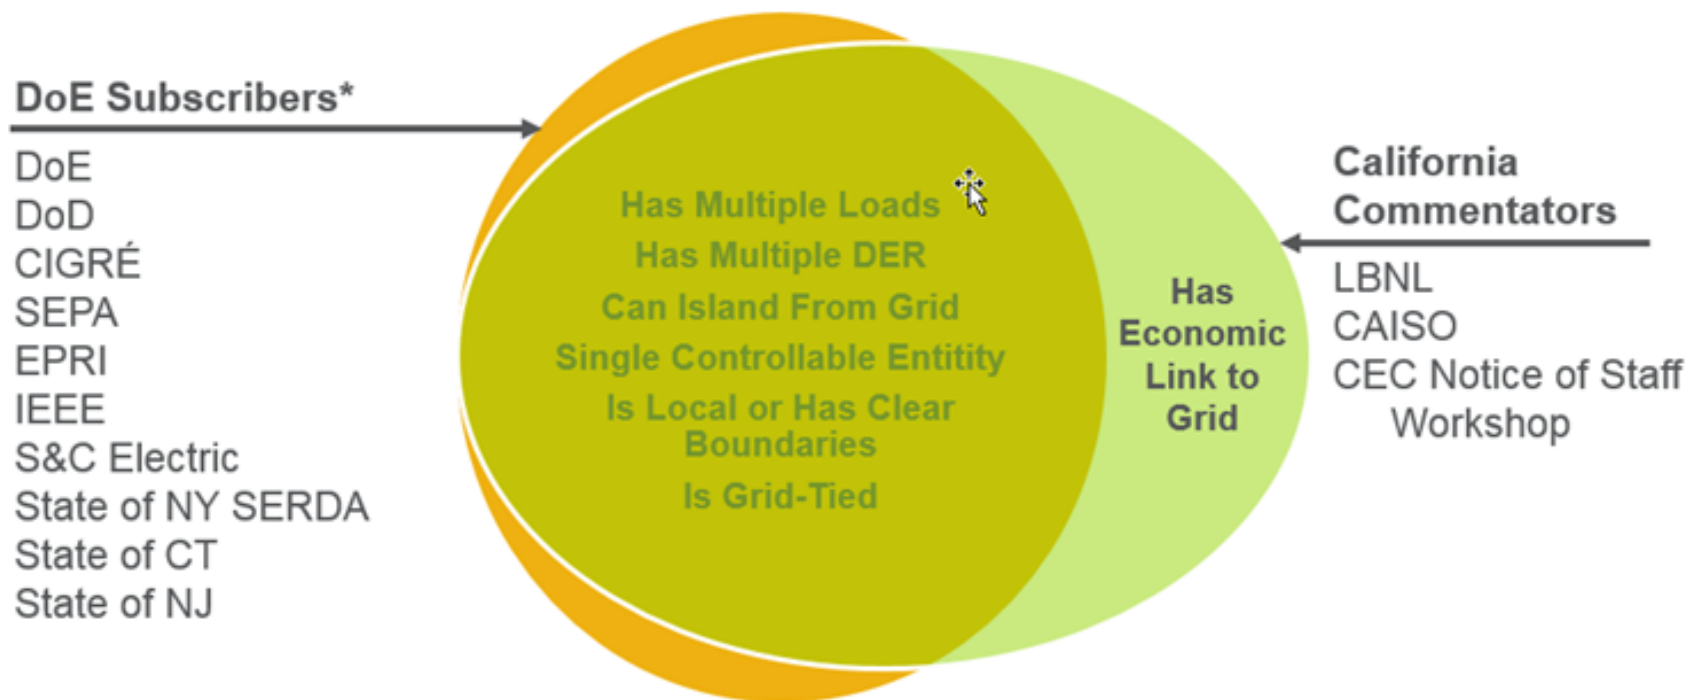 DoE Subscribers*
DoE
DoD
CIGRÉ
SEPA
EPRI
IEEE
S&C Electric
State of NY SERDA
State of CT
State of NJ
Has Multiple Loads
Has Multiple DER
Can Island From Grid
Single Controllable Entitity
Is Local or Has Clear
Boundaries
Is Grid-Tied
Has
Economic
Link to
Grid
California
Commentators
LBNL
CAISO
CEC Notice of Staff
Workshop